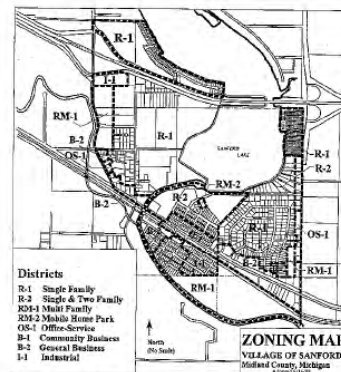 R-1
I-1
RM-1
R-1
B-2
OS-1
SANFORD
LAKE
R-1
R-2
RM-2
R-2
B-2
R-1
OS-1
RM-1
RM-1
Districts
R-1 Single Family
R-2 Single & Two Family
RM-1 Multi Family
RM-2 Mobile Home Park
OS-1 Office-Service
B-1 Community Business
B-2 General Business
I-1 Industrial
North
(No Scale)
ZONING MAP
VILLAGE OF SANFORD
Midland County, Michigan